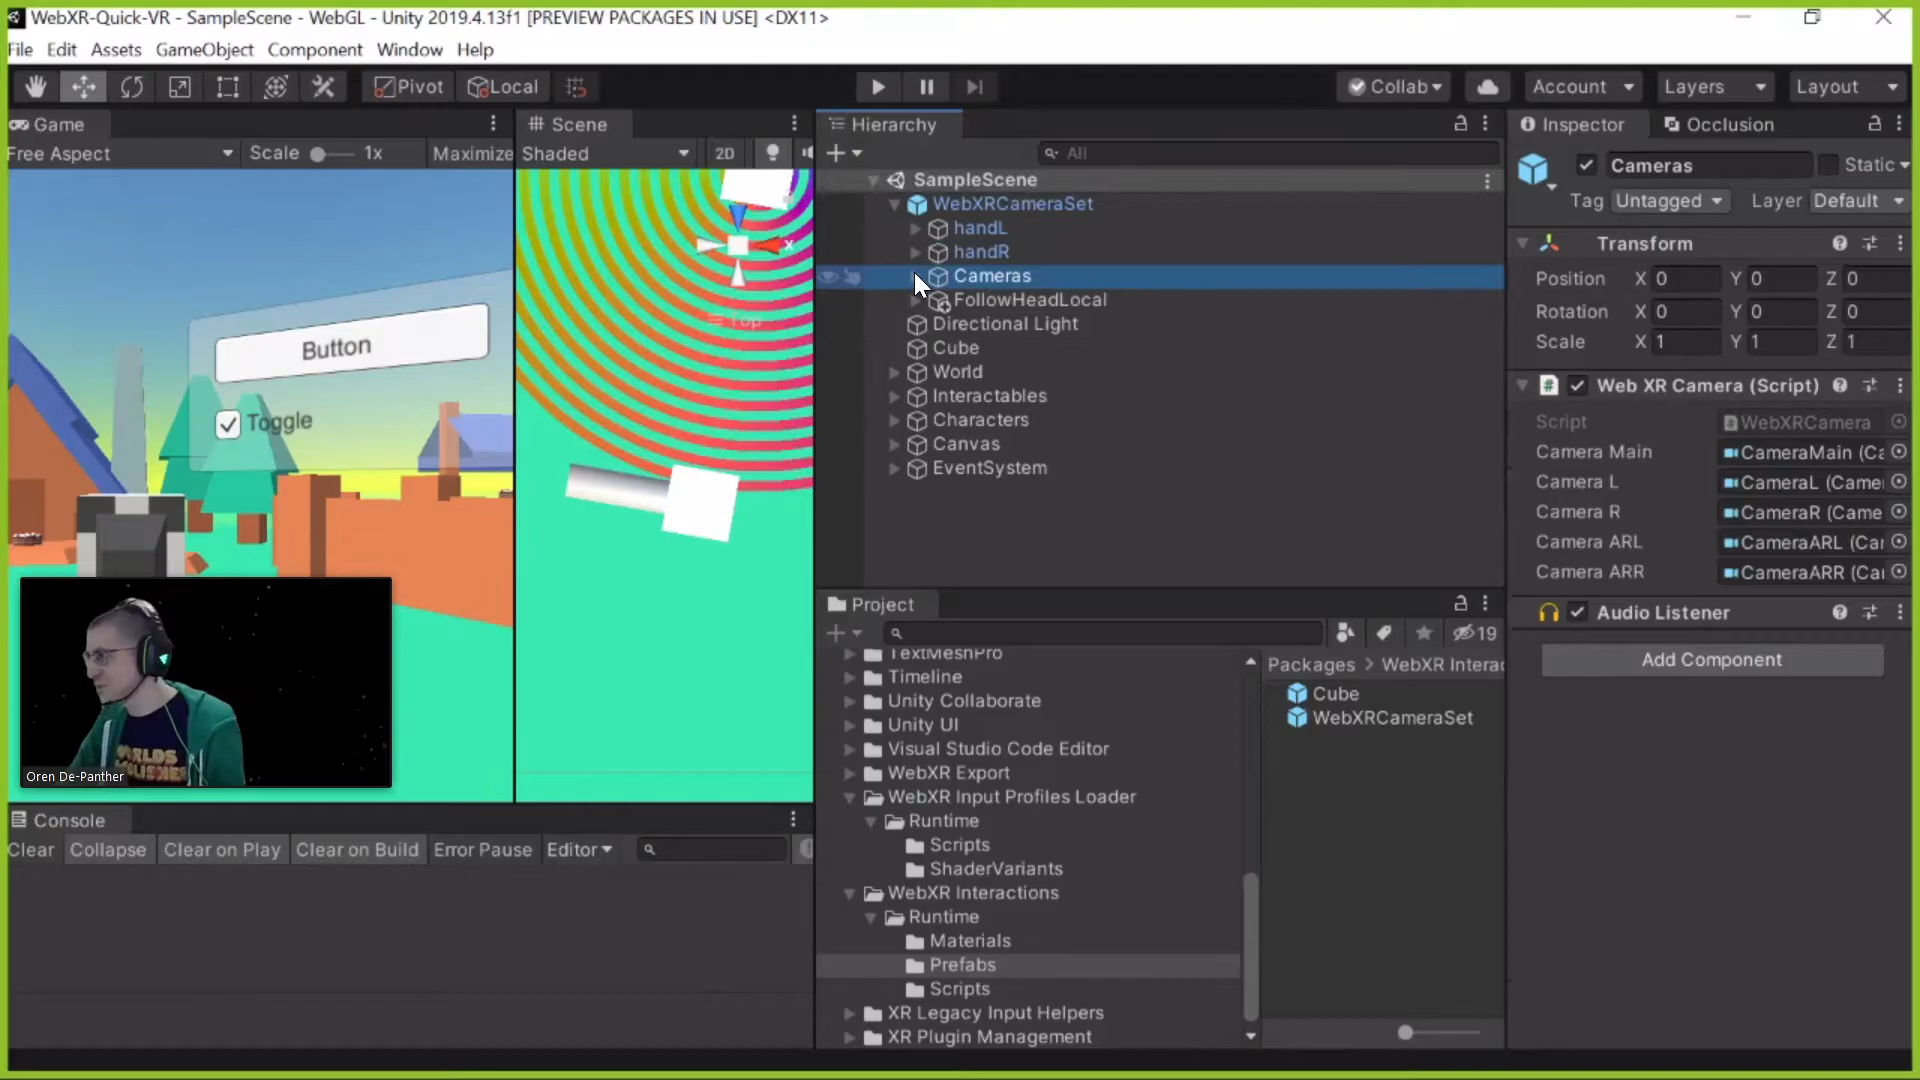 WebXR-Quick-VR - SampleScene - WebGL - Unity 2019.4.13f1 [PREVIEW PACKAGES IN USE] <DX11>
File Edit Assets GameObject Component Window Help
Pivot Local Collab Account Layers Layout
Game
Free Aspect Scale 1x Maximize
Button
Toggle
Oren De-Panther
Scene
Shaded 2D
x
Top
Hierarchy
All
SampleScene
WebXRCameraSet
handL
handR
Cameras
FollowHeadLocal
Directional Light
Cube
World
Interactables
Characters
Canvas
EventSystem
Project
19
TextMeshPro
Timeline
Unity Collaborate
Unity UI
Visual Studio Code Editor
WebXR Export
WebXR Input Profiles Loader
Runtime
Scripts
ShaderVariants
WebXR Interactions
Runtime
Materials
Prefabs
Scripts
XR Legacy Input Helpers
XR Plugin Management
Packages > WebXR Interac
Cube
WebXRCameraSet
Console
Clear Collapse Clear on Play Clear on Build Error Pause Editor
Inspector Occlusion
Cameras Static
Tag Untagged Layer Default
Transform
Position X 0 Y 0 Z 0
Rotation X 0 Y 0 Z 0
Scale X 1 Y 1 Z 1
# Web XR Camera (Script)
Script WebXRCamera
Camera Main CameraMain (Ca
Camera L CameraL (Came
Camera R CameraR (Came
Camera ARL CameraARL (Ca
Camera ARR CameraARR (Ca
Audio Listener
Add Component